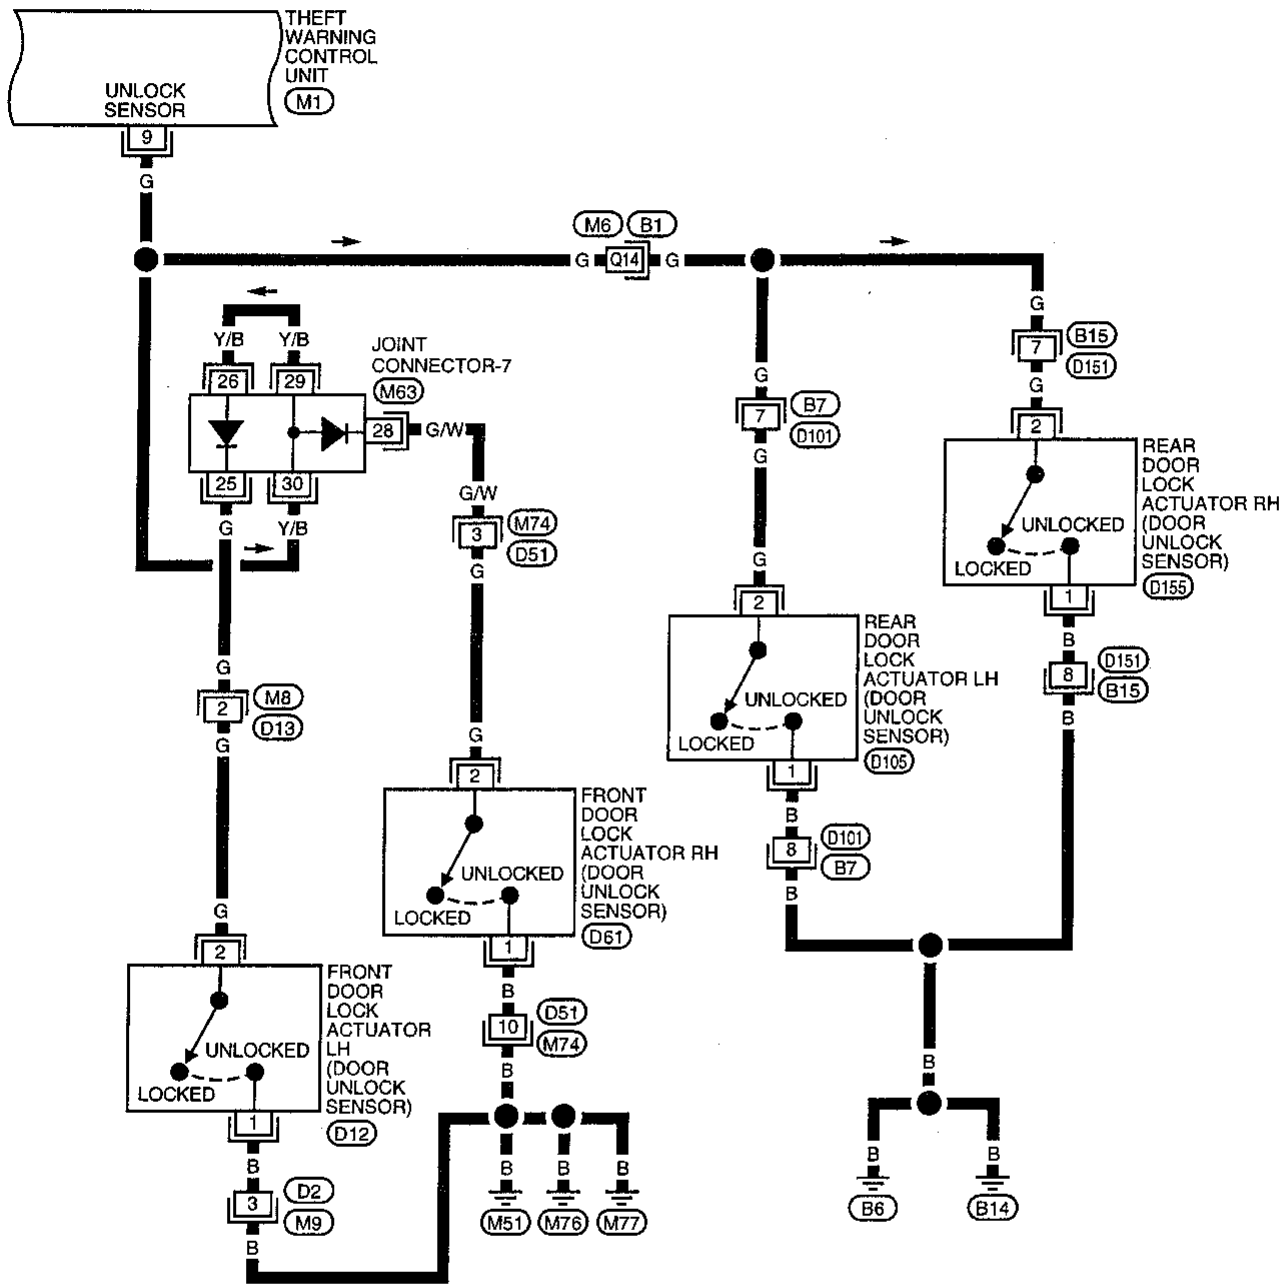 THEFT
WARNING
CONTROL
UNIT
M1
UNLOCK
SENSOR
9
G
M6 B1
G Q14 G
Y/B Y/B
26 29
JOINT
CONNECTOR-7
M63
28 G/W
25 30
G Y/B
G/W
3
M74
D51
G
G
7
B15
D151
G
2
REAR
DOOR
LOCK
ACTUATOR RH
(DOOR
UNLOCK
SENSOR)
D155
UNLOCKED
LOCKED
1
B
8
D151
B15
B
G
7
B7
D101
G
G
2
REAR
DOOR
LOCK
ACTUATOR LH
(DOOR
UNLOCK
SENSOR)
D105
UNLOCKED
LOCKED
1
B
8
D101
B7
B
G
2
M8
D13
G
G
2
FRONT
DOOR
LOCK
ACTUATOR RH
(DOOR
UNLOCK
SENSOR)
D61
UNLOCKED
LOCKED
1
B
10
D51
M74
B
G
2
FRONT
DOOR
LOCK
ACTUATOR
LH
(DOOR
UNLOCK
SENSOR)
D12
UNLOCKED
LOCKED
1
B
3
D2
M9
B
B B B
M51 M76 M77
B
B B
B6 B14